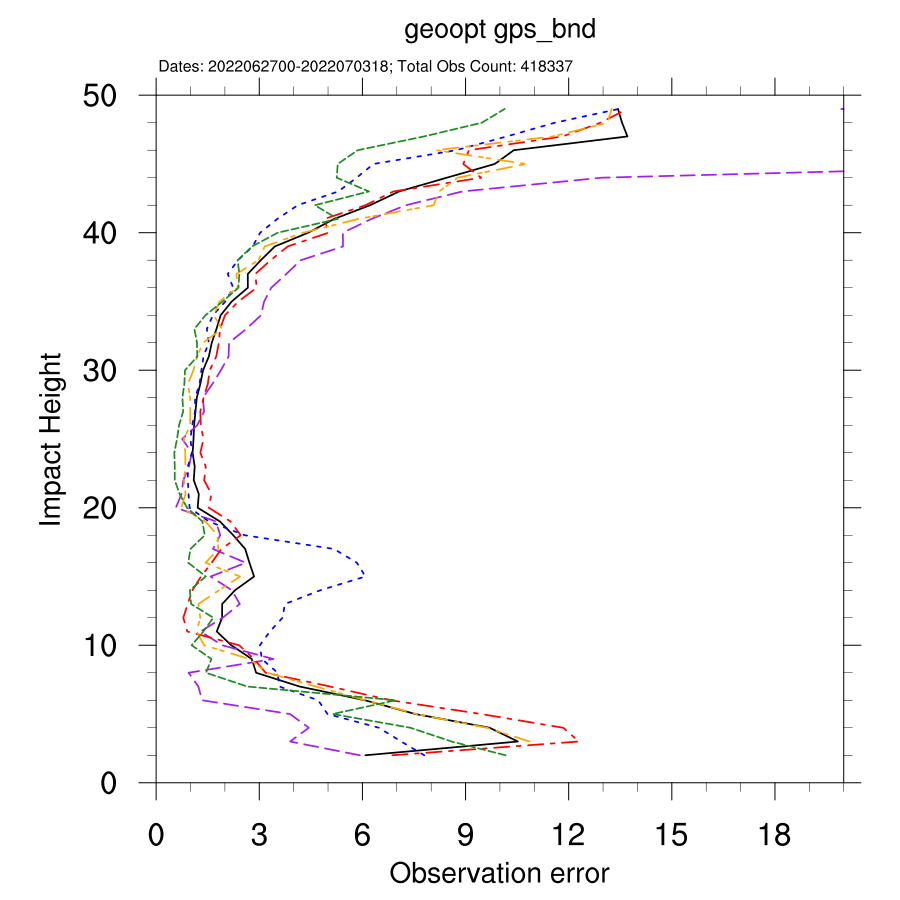 geoopt gps_bnd
Dates: 2022062700-2022070318; Total Obs Count: 418337
50
40
30
20
10
0
Impact Height
0 3 6 9 12 15 18
Observation error